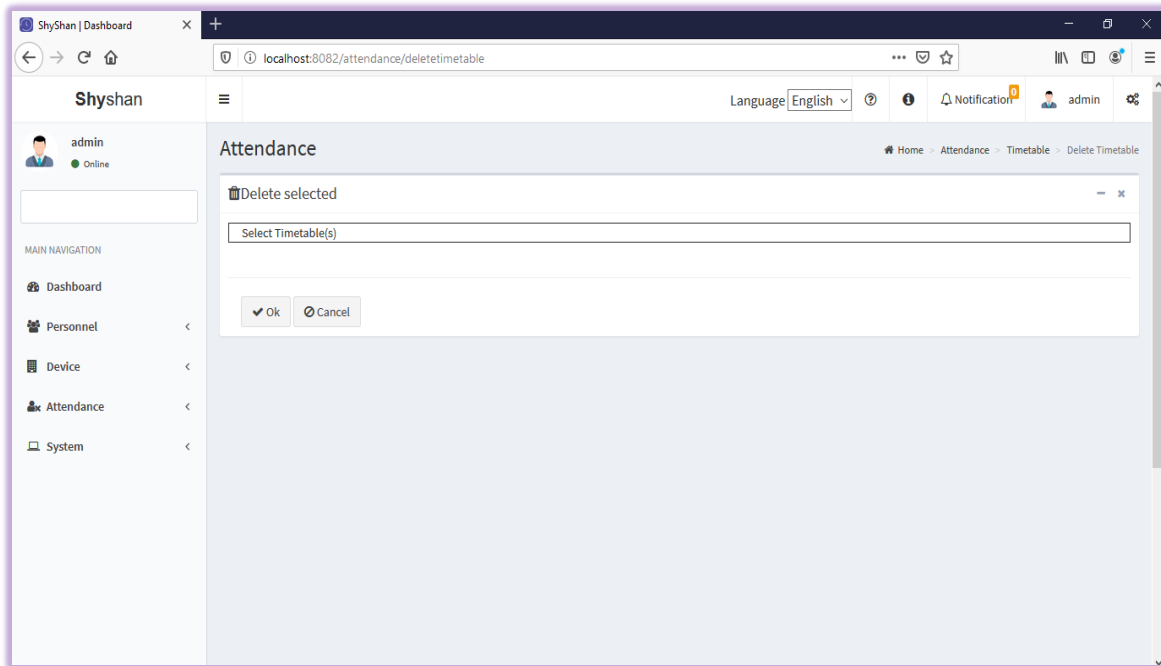 ShyShan | Dashboard
localhost:8082/attendance/deletetimetable
Shyshan
Language English
Notification 0
admin
admin
Online
Attendance
Home > Attendance > Timetable > Delete Timetable
Delete selected
Select Timetable(s)
MAIN NAVIGATION
Dashboard
Personnel
Device
Attendance
System
Ok
Cancel